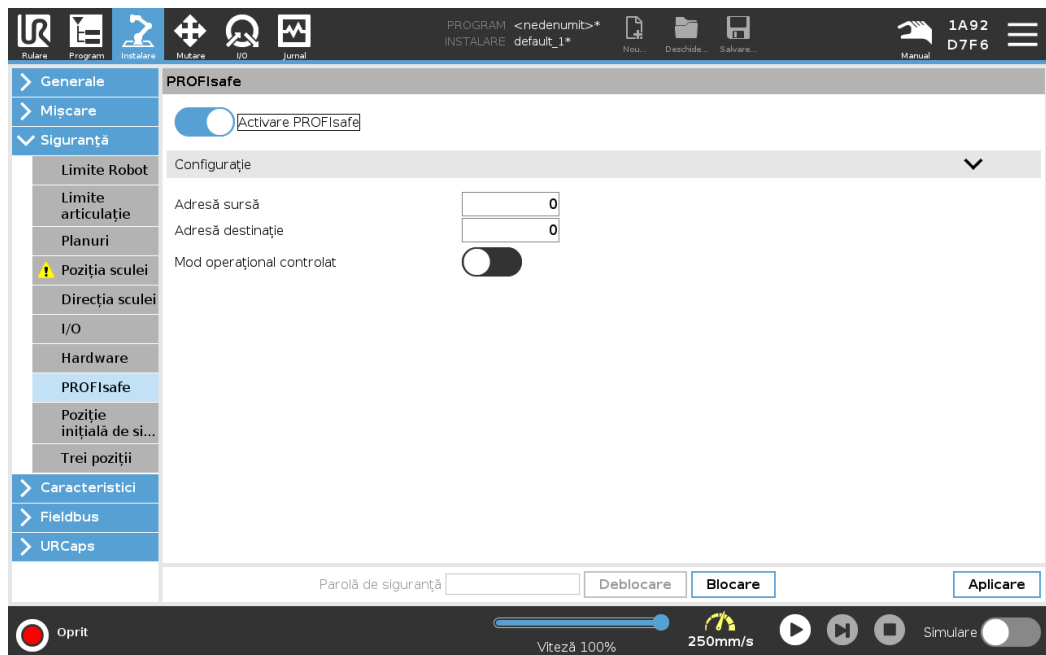 PROGRAM <nedenumit>*
INSTALARE default_1*
Rulare
Program
Instalare
Mutare
I/O
Jurnal
Nou...
Deschide...
Salvare...
Manual
1A92
D7F6
Generale
Mișcare
Siguranță
Limite Robot
Limite
articulație
Planuri
Poziția sculei
Direcția sculei
I/O
Hardware
PROFIsafe
Poziție
inițială de si...
Trei poziții
Caracteristici
Fieldbus
URCaps
PROFIsafe
Activare PROFIsafe
Configurație
Adresă sursă 0
Adresă destinație 0
Mod operațional controlat
Parolă de siguranță
Deblocare
Blocare
Aplicare
Oprit
Viteză 100%
250mm/s
Simulare